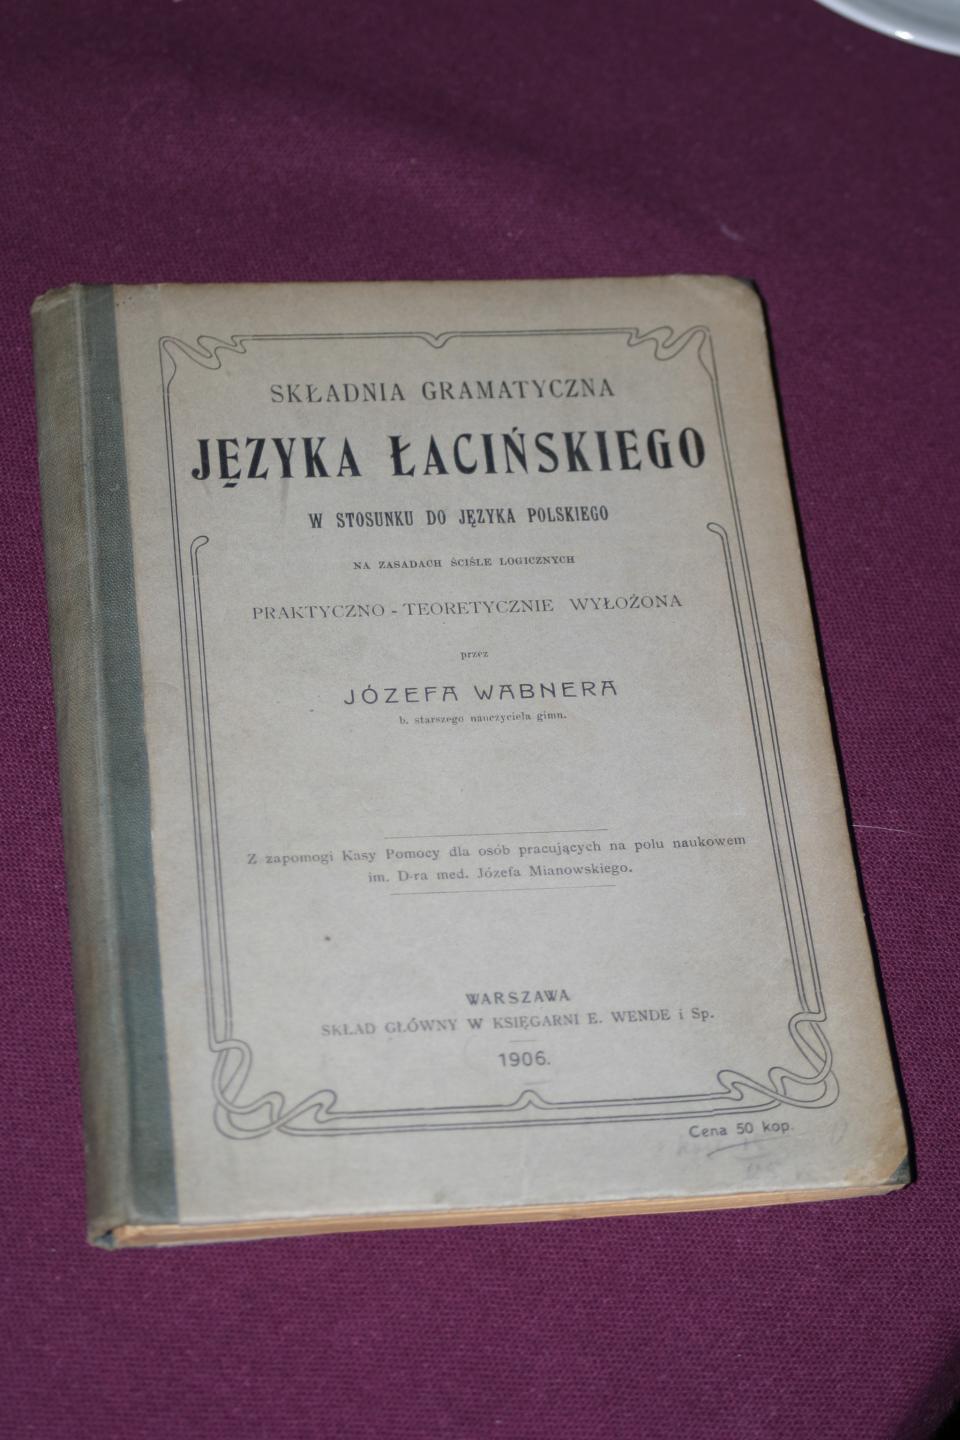 SKŁADNIA GRAMATYCZNA
JĘZYKA ŁACIŃSKIEGO
W STOSUNKU DO JĘZYKA POLSKIEGO
NA ZASADACH ŚCIŚLE LOGICZNYCH
PRAKTYCZNO - TEORETYCZNIE WYŁOŻONA
przez
JÓZEFA WABNERA
b. starszego nauczyciela gimn.
Z zapomogi Kasy Pomocy dla osób pracujących na polu naukowem
im. D-ra med. Józefa Mianowskiego.
WARSZAWA
SKŁAD GŁÓWNY W KSIĘGARNI E. WENDE i Sp.
1906.
Cena 50 kop.